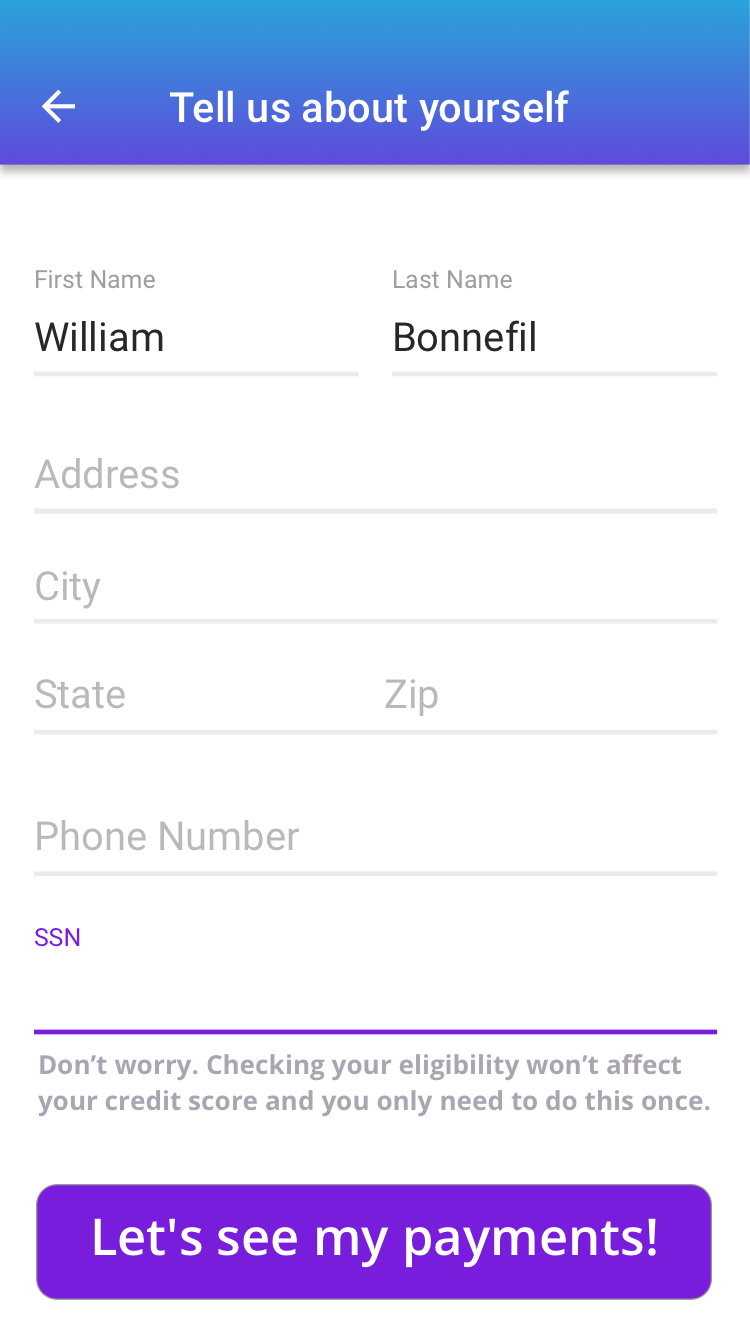 Tell us about yourself
First Name Last Name
William Bonnefil
Address
City
State Zip
Phone Number
SSN
Don’t worry. Checking your eligibility won’t affect
your credit score and you only need to do this once.
Let's see my payments!